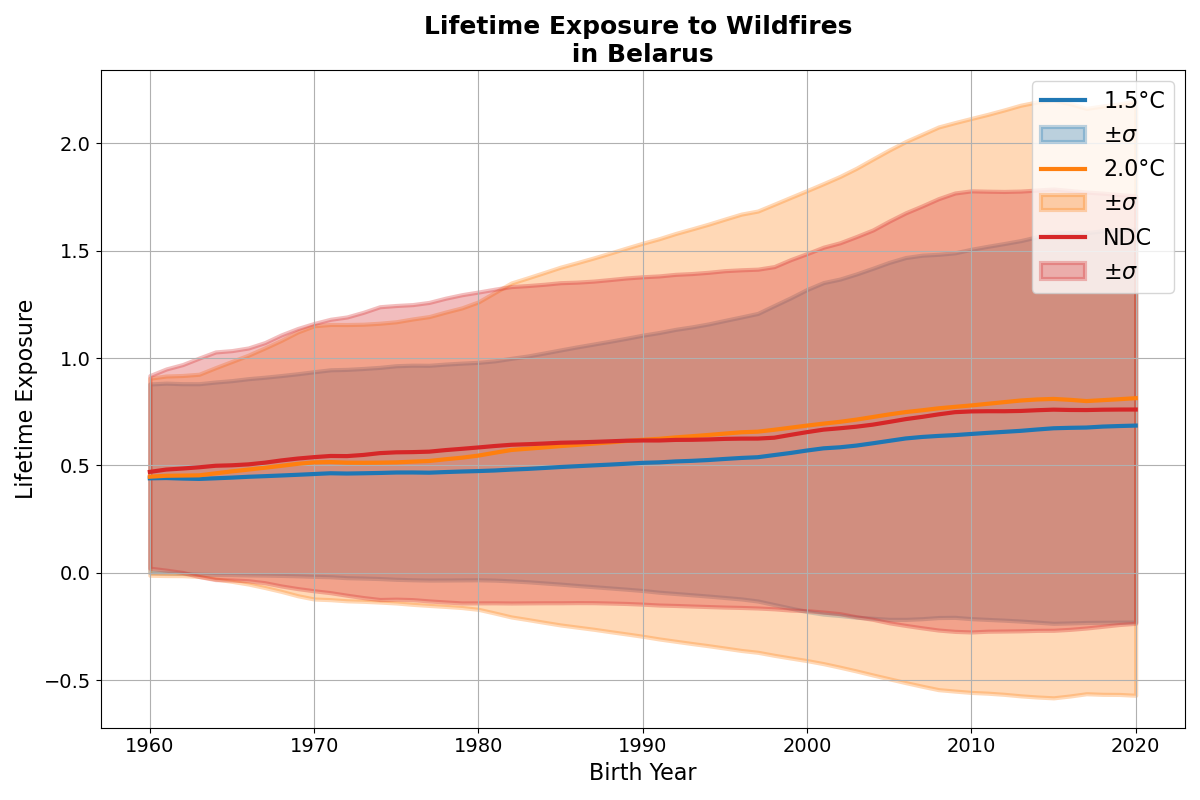 Lifetime Exposure to Wildfires
in Belarus
Lifetime Exposure
2.0
1.5
1.0
0.5
0.0
−0.5
1960
1970
1980
1990
2000
2010
2020
Birth Year
1.5°C
±σ
2.0°C
±σ
NDC
±σ